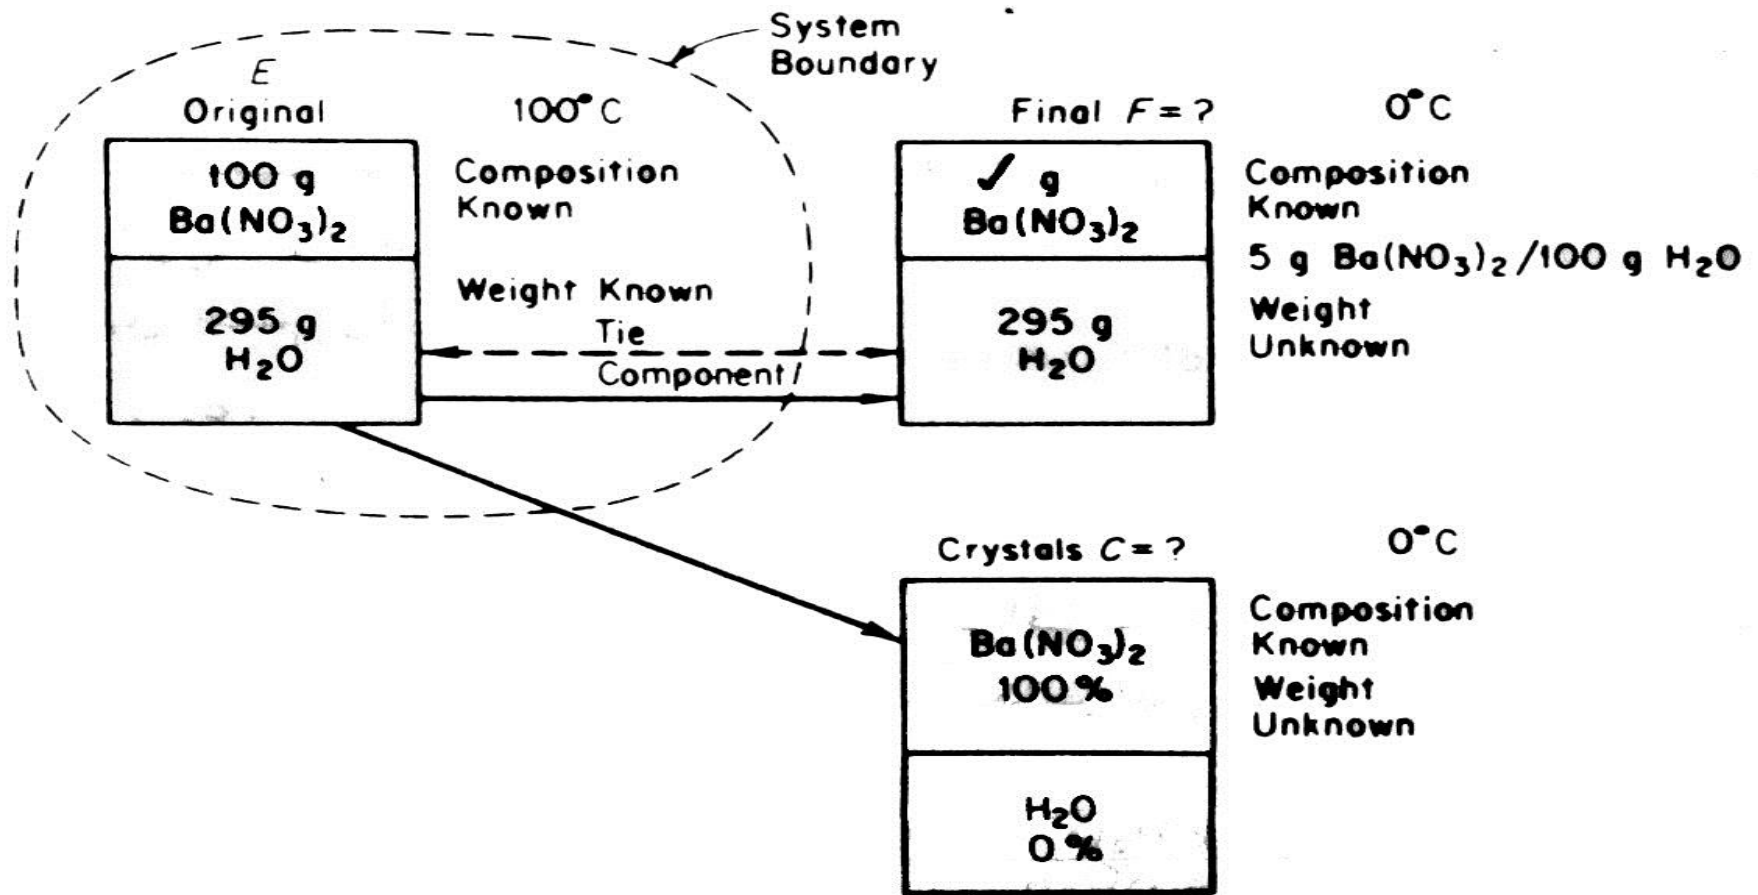 System
Boundary
E
Original
100°C
100 g
Ba(NO₃)₂
295 g
H₂O
Composition
Known
Weight Known
Tie
Component
Final F = ?
0°C
✓ g
Ba(NO₃)₂
295 g
H₂O
Composition
Known
5 g Ba(NO₃)₂/100 g H₂O
Weight
Unknown
Crystals C = ?
0°C
Ba(NO₃)₂
100%
H₂O
0%
Composition
Known
Weight
Unknown